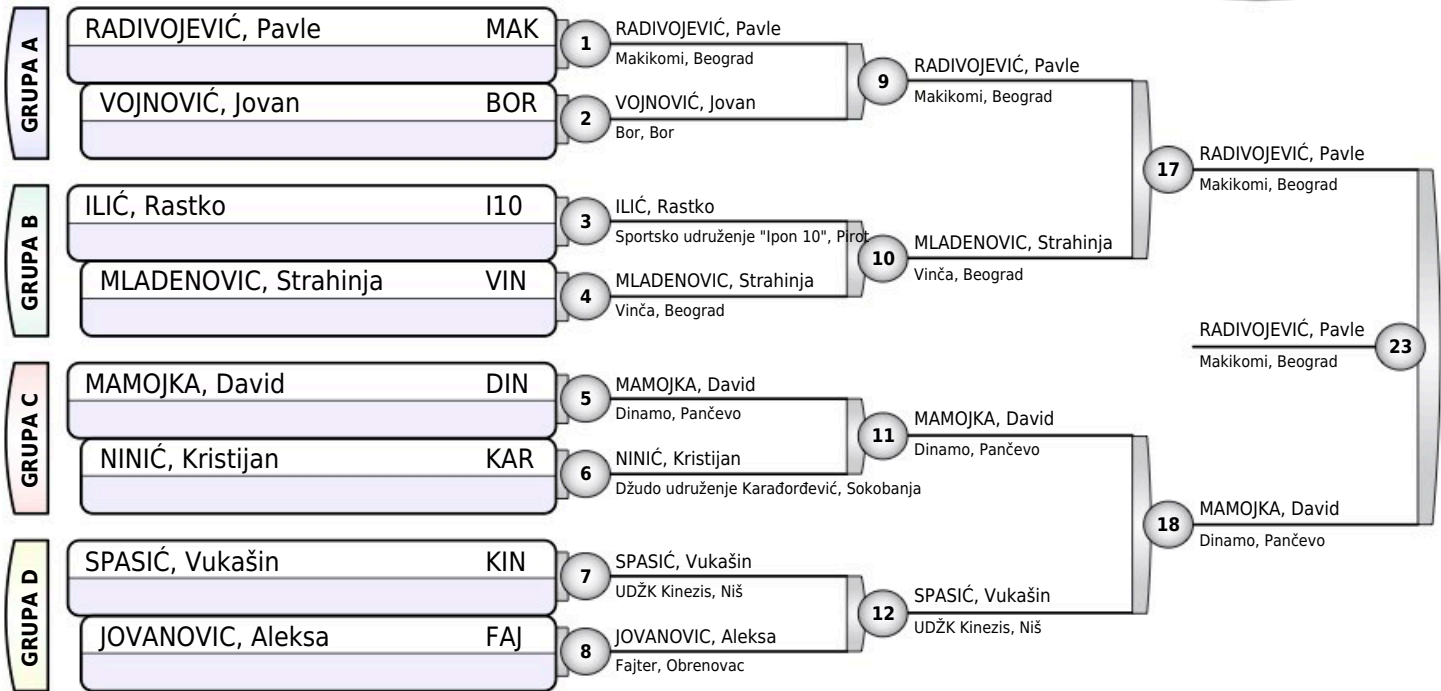 GRUPA A
RADIVOJEVIĆ, Pavle MAK
VOJNOVIĆ, Jovan BOR
GRUPA B
ILIĆ, Rastko I10
MLADENOVIC, Strahinja VIN
GRUPA C
MAMOJKA, David DIN
NINIĆ, Kristijan KAR
GRUPA D
SPASIĆ, Vukašin KIN
JOVANOVIC, Aleksa FAJ
1
RADIVOJEVIĆ, Pavle
Makikomi, Beograd
2
VOJNOVIĆ, Jovan
Bor, Bor
3
ILIĆ, Rastko
Sportsko udruženje "Ipon 10", Pirot
4
MLADENOVIC, Strahinja
Vinča, Beograd
5
MAMOJKA, David
Dinamo, Pančevo
6
NINIĆ, Kristijan
Džudo udruženje Karađorđević, Sokobanja
7
SPASIĆ, Vukašin
UDŽK Kinezis, Niš
8
JOVANOVIC, Aleksa
Fajter, Obrenovac
9
RADIVOJEVIĆ, Pavle
Makikomi, Beograd
10
MLADENOVIC, Strahinja
Vinča, Beograd
11
MAMOJKA, David
Dinamo, Pančevo
12
SPASIĆ, Vukašin
UDŽK Kinezis, Niš
17
RADIVOJEVIĆ, Pavle
Makikomi, Beograd
18
MAMOJKA, David
Dinamo, Pančevo
RADIVOJEVIĆ, Pavle
Makikomi, Beograd
23